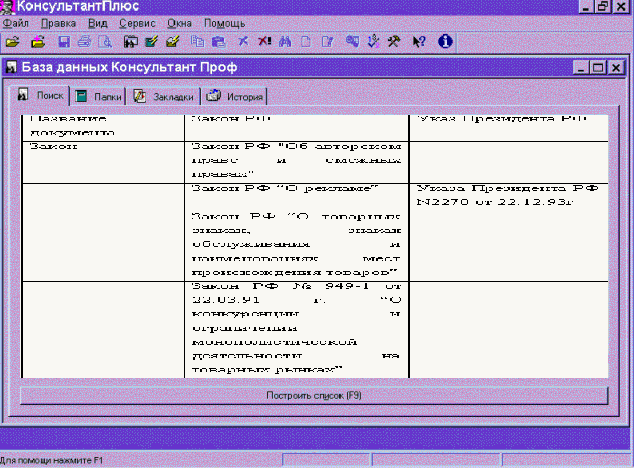 КонсультантПлюс
Файл Правка Вид Сервис Окна Помощь
База данных Консультант Проф
Поиск Папки Закладки История
Название Закон РФ Указ Президента РФ
документа
Закон Закон РФ "Об авторском
праве и смежных
правах"
Закон РФ "О рекламе" Указа Президента РФ
N2270 от 22.12.93г
Закон РФ "О товарных
знаках, знаках
обслуживания и
наименованиях мест
происхождения товаров"
Закон РФ № 949-1 от
22.03.91 г. "О
конкуренции и
ограничении
монополистической
деятельности на
товарных рынках"
Построить список (F9)
Для помощи нажмите F1